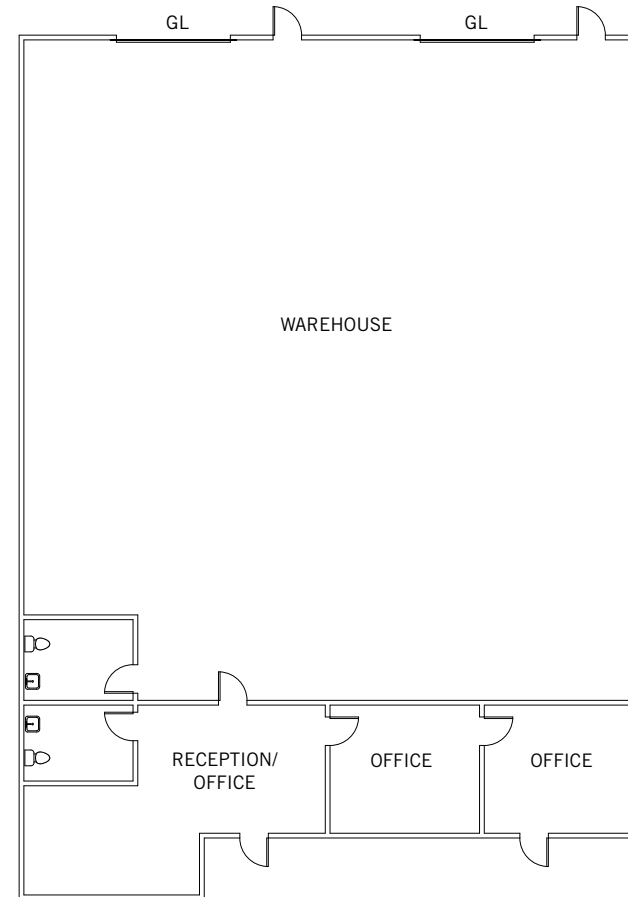 GL
GL
WAREHOUSE
RECEPTION/
OFFICE
OFFICE
OFFICE